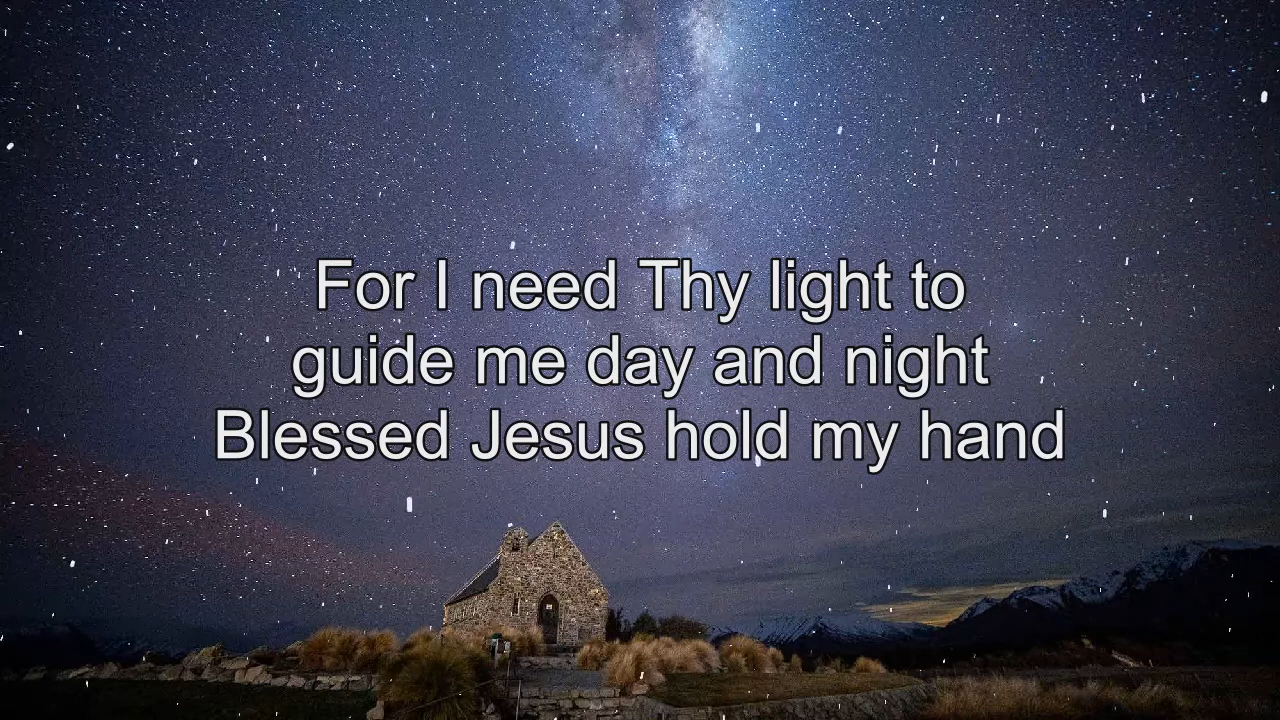 For I need Thy light to
guide me day and night
Blessed Jesus hold my hand